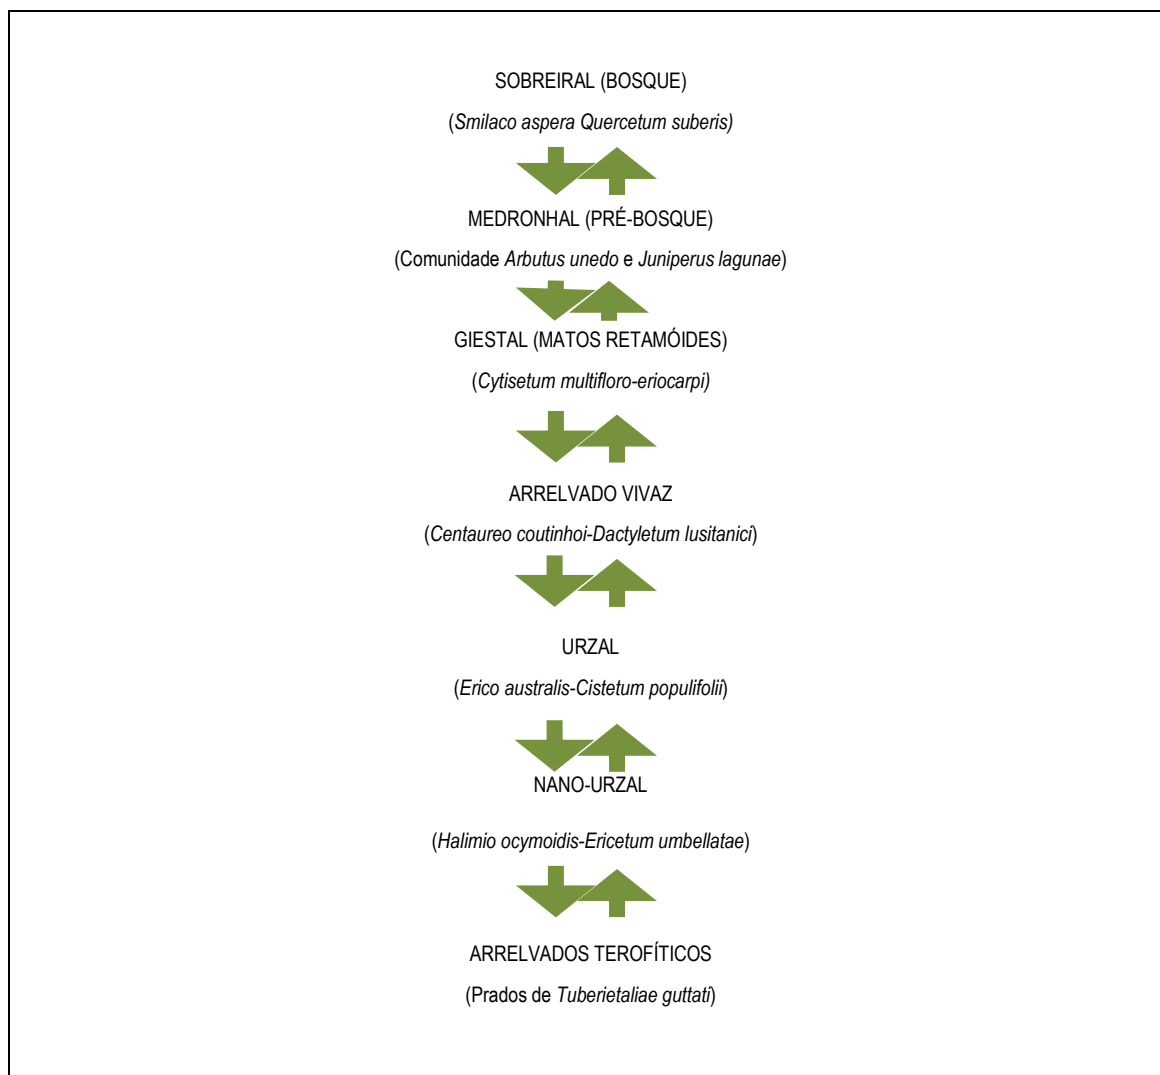 SOBREIRAL (BOSQUE)
(Smilaco aspera Quercetum suberis)
MEDRONHAL (PRÉ-BOSQUE)
(Comunidade Arbutus unedo e Juniperus lagunae)
GIESTAL (MATOS RETAMÓIDES)
(Cytisetum multifloro-eriocarpi)
ARRELVADO VIVAZ
(Centaureo coutinhoi-Dactyletum lusitanici)
URZAL
(Erico australis-Cistetum populifolii)
NANO-URZAL
(Halimio ocymoidis-Ericetum umbellatae)
ARRELVADOS TEROFÍTICOS
(Prados de Tuberietaliae guttati)